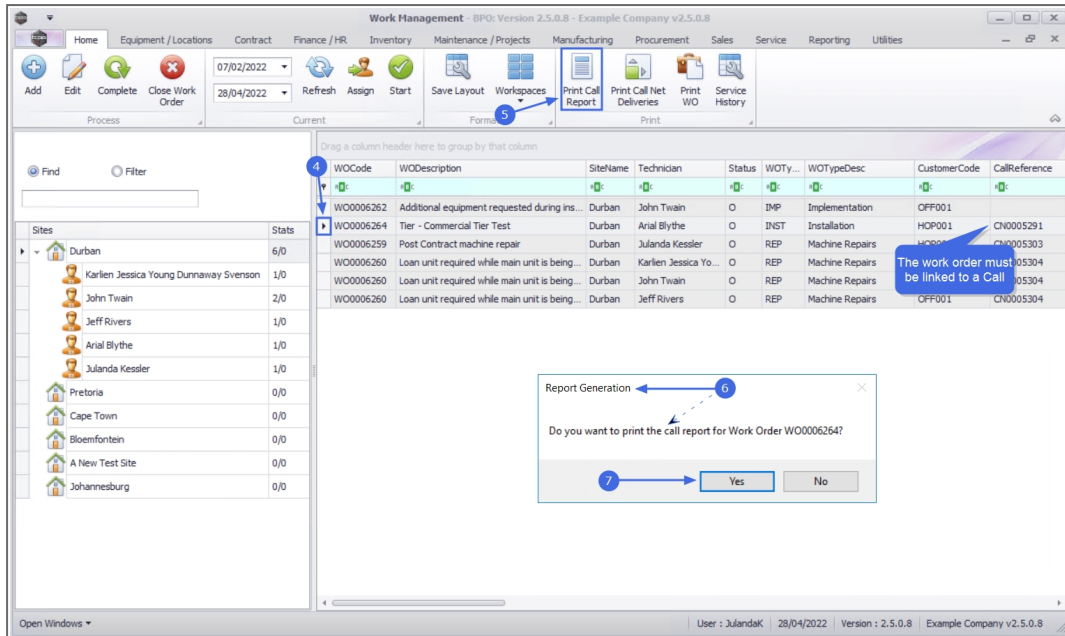 Work Management - BPO: Version 2.5.0.8 - Example Company v2.5.0.8
Home Equipment / Locations Contract Finance / HR Inventory Maintenance / Projects Manufacturing Procurement Sales Service Reporting Utilities
Add Edit Complete Close Work Order
07/02/2022
28/04/2022
Refresh Assign Start Save Layout Workspaces Print Call Report Print Call Net Deliveries Print WO Service History
5
Process Current Print
Drag a column header here to group by that column
Find Filter
4
WOCode WODescription SiteName Technician Status WOTy... WOTypeDesc CustomerCode CallReference
WO0006262 Additional equipment requested during ins... Durban John Twain O IMP Implementation OFF001
WO0006264 Tier - Commercial Tier Test Durban Arial Blythe O INST Installation HOP001 CN0005291
WO0006259 Post Contract machine repair Durban Julanda Kessler O REP Machine Repairs HOP001 CN0005303
WO0006260 Loan unit required while main unit is being... Durban Karlien Jessica Yo... O REP Machine Repairs
WO0006260 Loan unit required while main unit is being... Durban John Twain O REP Machine Repairs
WO0006260 Loan unit required while main unit is being... Durban Jeff Rivers O REP Machine Repairs OFF001 CN0005304
The work order must
be linked to a Call
Sites Stats
Durban 6/0
Karlien Jessica Young Dunnaway Svenson 1/0
John Twain 2/0
Jeff Rivers 1/0
Arial Blythe 1/0
Julanda Kessler 1/0
Pretoria 0/0
Cape Town 0/0
Bloemfontein 0/0
A New Test Site 0/0
Johannesburg 0/0
Report Generation 6
Do you want to print the call report for Work Order WO0006264?
7 Yes No
Open Windows User : JulandaK 28/04/2022 Version : 2.5.0.8 Example Company v2.5.0.8